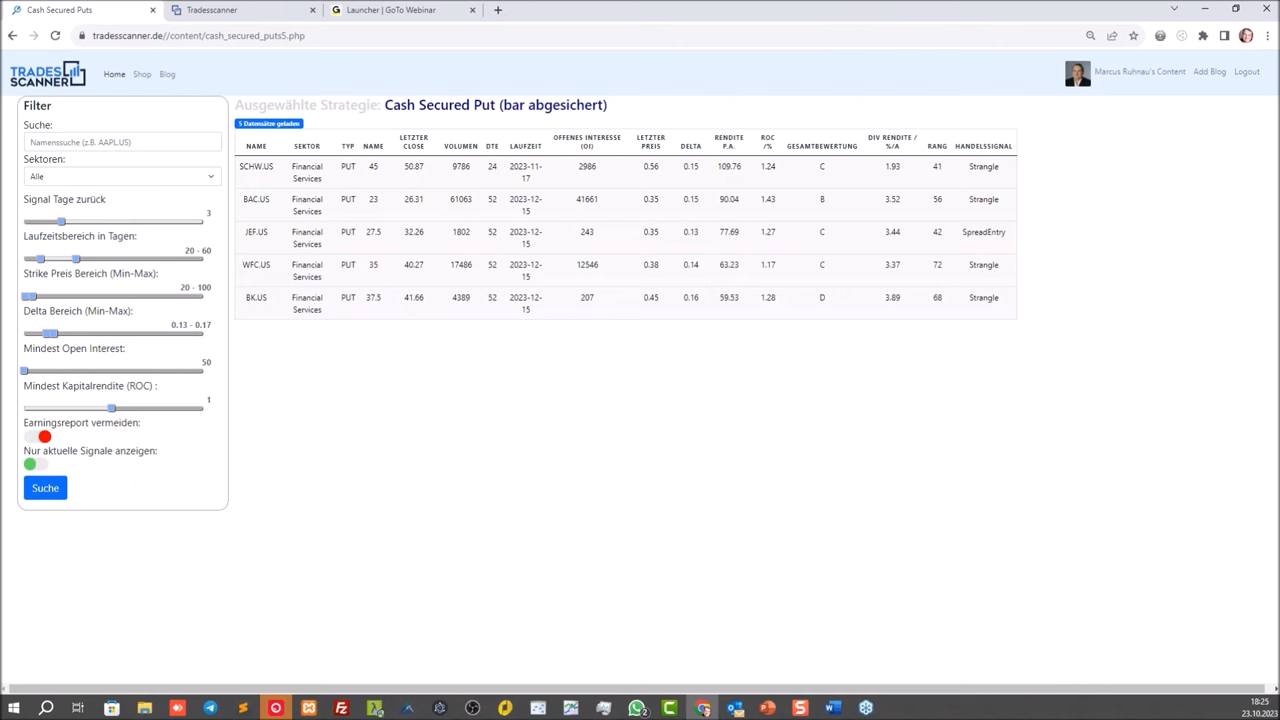 Cash Secured Puts
Tradesscanner
Launcher | GoTo Webinar
tradesscanner.de//content/cash_secured_puts5.php
TRADES
SCANNER
Home
Shop
Blog
Marcus Ruhnau's Content
Add Blog
Logout
Filter
Suche:
Namenssuche (z.B. AAPL.US)
Sektoren:
Alle
Signal Tage zurück
3
Laufzeitsbereich in Tagen:
20 - 60
Strike Preis Bereich (Min-Max):
20 - 100
Delta Bereich (Min-Max):
0.13 - 0.17
Mindest Open Interest:
50
Mindest Kapitalrendite (ROC) :
1
Earningsreport vermeiden:
Nur aktuelle Signale anzeigen:
Suche
Ausgewählte Strategie: Cash Secured Put (bar abgesichert)
5 Datensätze geladen
NAME SEKTOR TYP NAME LETZTER CLOSE VOLUMEN DTE LAUFZEIT OFFENES INTERESSE (OI) LETZTER PREIS DELTA RENDITE P.A. ROC /% GESAMTBEWERTUNG DIV RENDITE / %/A RANG HANDELSSIGNAL
SCHW.US Financial Services PUT 45 50.87 9786 24 2023-11-17 2986 0.56 0.15 109.76 1.24 C 1.93 41 Strangle
BAC.US Financial Services PUT 23 26.31 61063 52 2023-12-15 41661 0.35 0.15 90.04 1.43 B 3.52 56 Strangle
JEF.US Financial Services PUT 27.5 32.26 1802 52 2023-12-15 243 0.35 0.13 77.69 1.27 C 3.44 42 SpreadEntry
WFC.US Financial Services PUT 35 40.27 17486 52 2023-12-15 12546 0.38 0.14 63.23 1.17 C 3.37 72 Strangle
BK.US Financial Services PUT 37.5 41.66 4389 52 2023-12-15 207 0.45 0.16 59.53 1.28 D 3.89 68 Strangle
18:25
23.10.2023